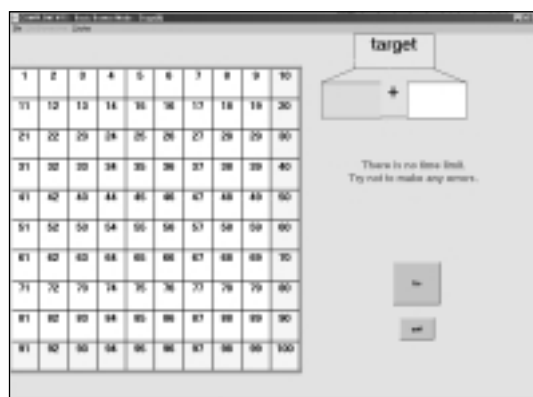 target
+
1 2 3 4 5 6 7 8 9 10
11 12 13 14 15 16 17 18 19 20
21 22 23 24 25 26 27 28 29 30
31 32 33 34 35 36 37 38 39 40
41 42 43 44 45 46 47 48 49 50
51 52 53 54 55 56 57 58 59 60
61 62 63 64 65 66 67 68 69 70
71 72 73 74 75 76 77 78 79 80
81 82 83 84 85 86 87 88 89 90
91 92 93 94 95 96 97 98 99 100
There is no time limit.
Try not to make any errors.